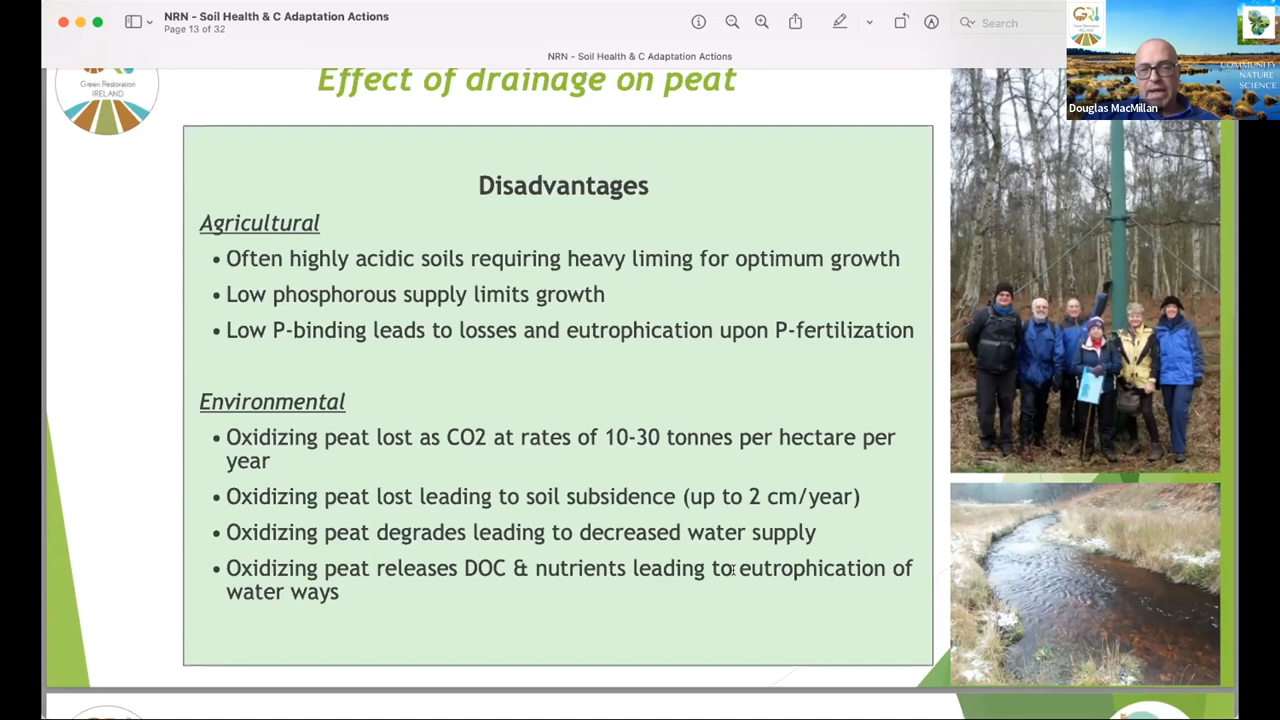 NRN - Soil Health & C Adaptation Actions
Page 13 of 32
Search
NRN - Soil Health & C Adaptation Actions
GRI
COMMUNITY
NATURE
SCIENCE
Douglas MacMillan
Green Restoration
IRELAND
Effect of drainage on peat
Disadvantages
Agricultural
• Often highly acidic soils requiring heavy liming for optimum growth
• Low phosphorous supply limits growth
• Low P-binding leads to losses and eutrophication upon P-fertilization
Environmental
• Oxidizing peat lost as CO2 at rates of 10-30 tonnes per hectare per
year
• Oxidizing peat lost leading to soil subsidence (up to 2 cm/year)
• Oxidizing peat degrades leading to decreased water supply
• Oxidizing peat releases DOC & nutrients leading to eutrophication of
water ways